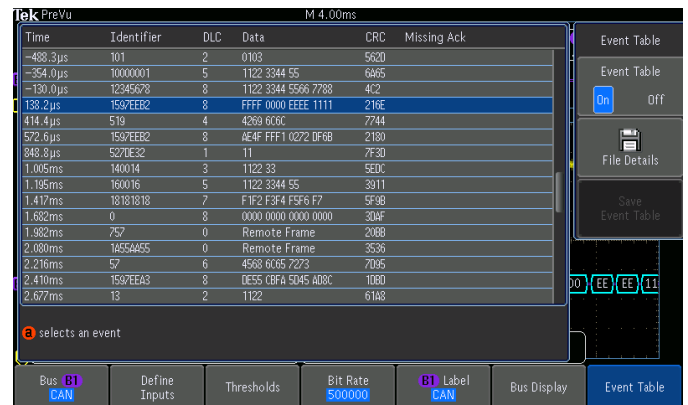 Tek PreVu M 4.00ms
Time Identifier DLC Data CRC Missing Ack
-488.3µs 101 2 0103 562D
-354.0µs 10000001 5 1122 3344 55 6A65
-130.0µs 12345678 8 1122 3344 5566 7788 4C2
138.2µs 1597EEB2 8 FFFF 0000 EEEE 1111 216E
414.4µs 519 4 4269 6C6C 7744
572.6µs 1597EEB2 8 AE4F FFF1 0272 DF6B 2180
848.8µs 527DE32 1 11 7F3D
1.005ms 140014 3 1122 33 5EDC
1.195ms 160016 5 1122 3344 55 3911
1.417ms 18181818 7 F1F2 F3F4 F5F6 F7 5F9B
1.682ms 0 8 0000 0000 0000 0000 3DAF
1.982ms 757 0 Remote Frame 20BB
2.080ms 1A55AA55 0 Remote Frame 3536
2.216ms 57 6 4568 6C65 7273 7D95
2.410ms 1597EEA3 8 DE55 CBFA 5D45 AD8C 1DBD
2.677ms 13 2 1122 61A8
a selects an event
Event Table
Event Table
On Off
File Details
Save
Event Table
EE EE 11
Bus B1
CAN
Define
Inputs
Thresholds
Bit Rate
500000
B1 Label
CAN
Bus Display
Event Table